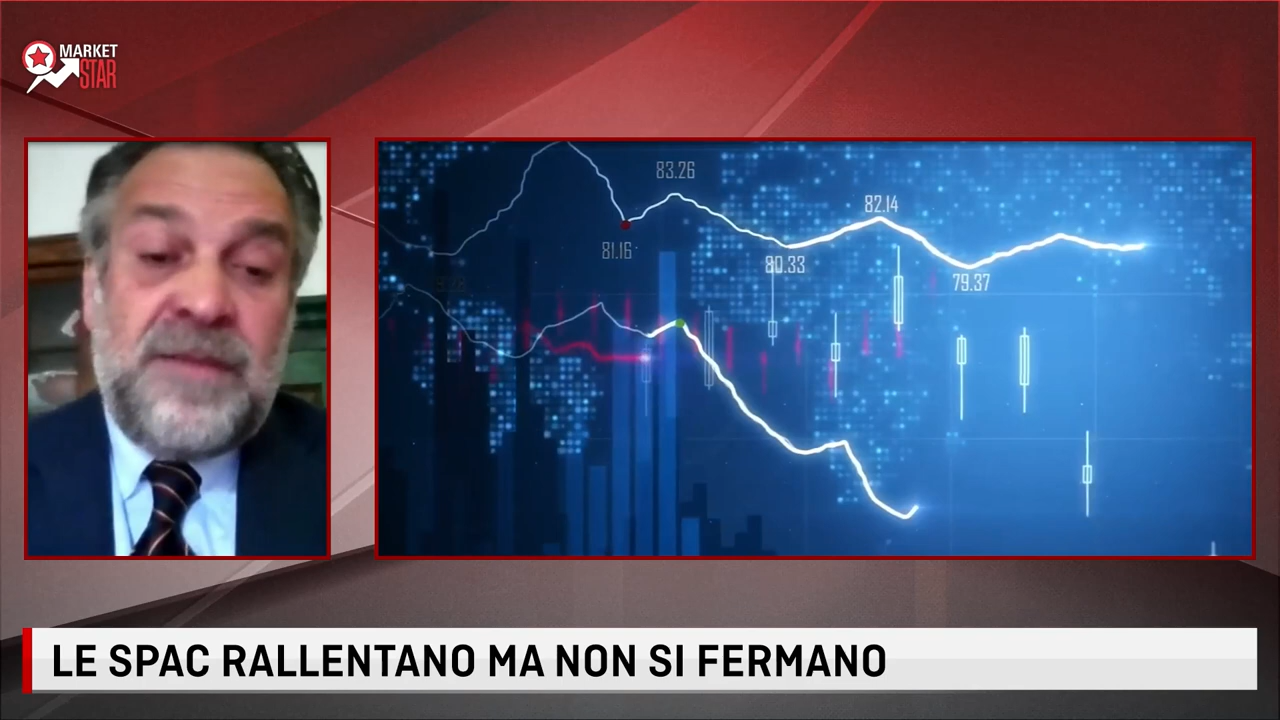 MARKET
STAR
83.26
82.14
81.16
80.33
79.37
LE SPAC RALLENTANO MA NON SI FERMANO